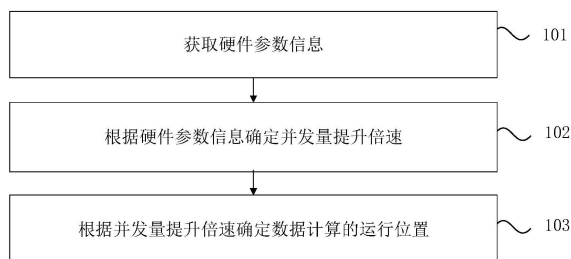 获取硬件参数信息
101
根据硬件参数信息确定并发量提升倍速
102
根据并发量提升倍速确定数据计算的运行位置
103